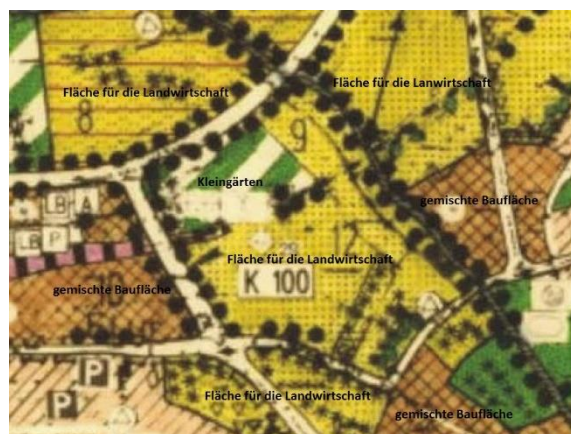 Fläche für die Lanwirtschaft
Fläche für die Landwirtschaft
8
9
Kleingärten
gemischte Baufläche
LB A
LB P
Fläche für die Landwirtschaft
12
K 100
gemischte Baufläche
Fläche für die Landwirtschaft
P
P
gemischte Baufläche